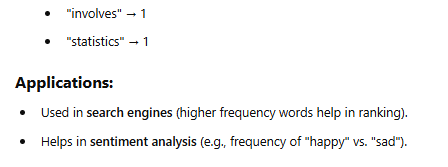 • "involves" → 1
• "statistics" → 1
Applications:
• Used in search engines (higher frequency words help in ranking).
• Helps in sentiment analysis (e.g., frequency of "happy" vs. "sad").